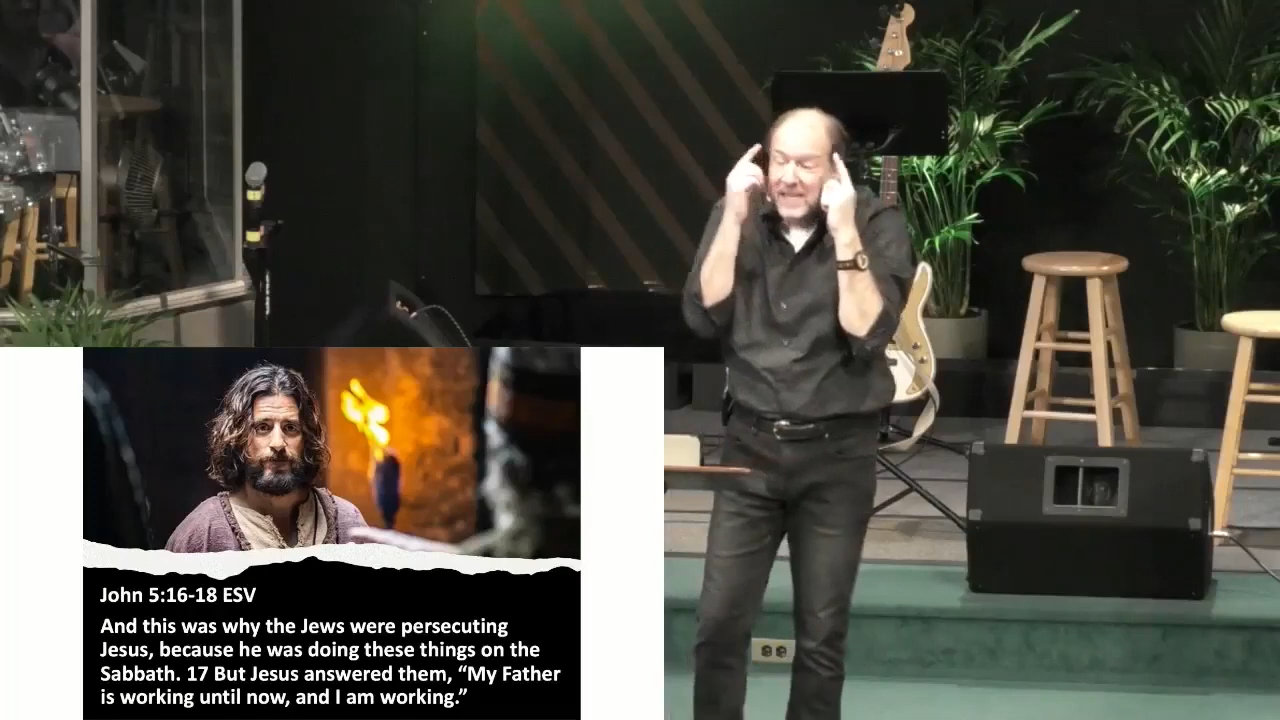 John 5:16-18 ESV
And this was why the Jews were persecuting
Jesus, because he was doing these things on the
Sabbath. 17 But Jesus answered them, “My Father
is working until now, and I am working.”